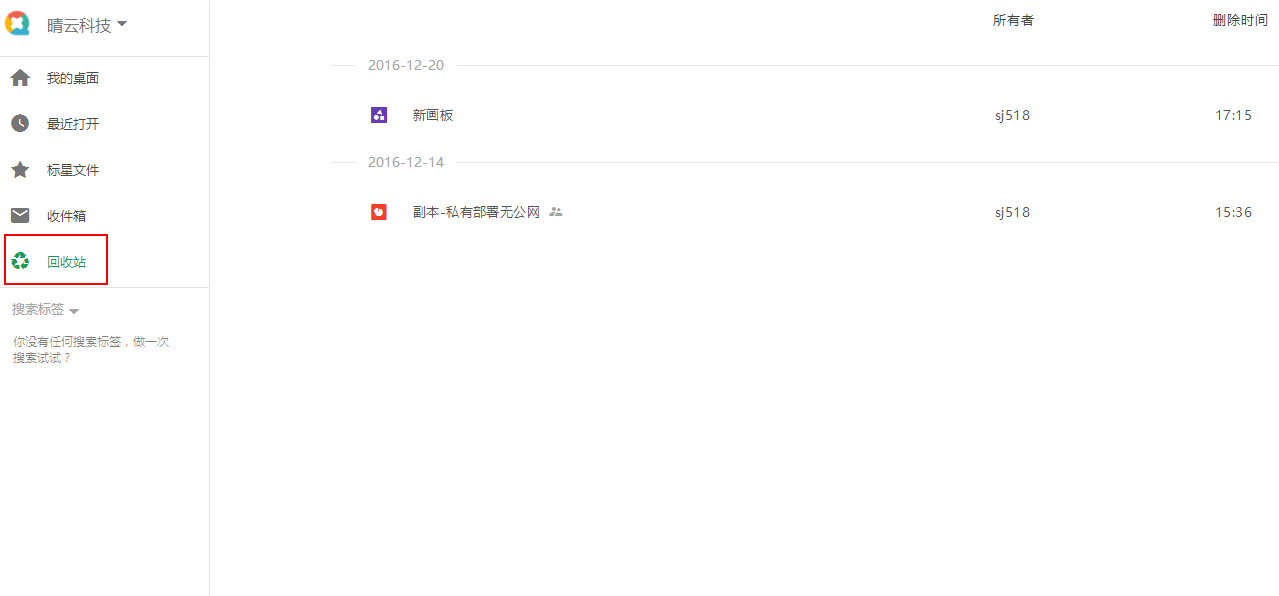 晴云科技
我的桌面
最近打开
标星文件
收件箱
回收站
搜索标签
你没有任何搜索标签，做一次
搜索试试？
所有者 删除时间
2016-12-20
新画板 sj518 17:15
2016-12-14
副本-私有部署无公网 sj518 15:36